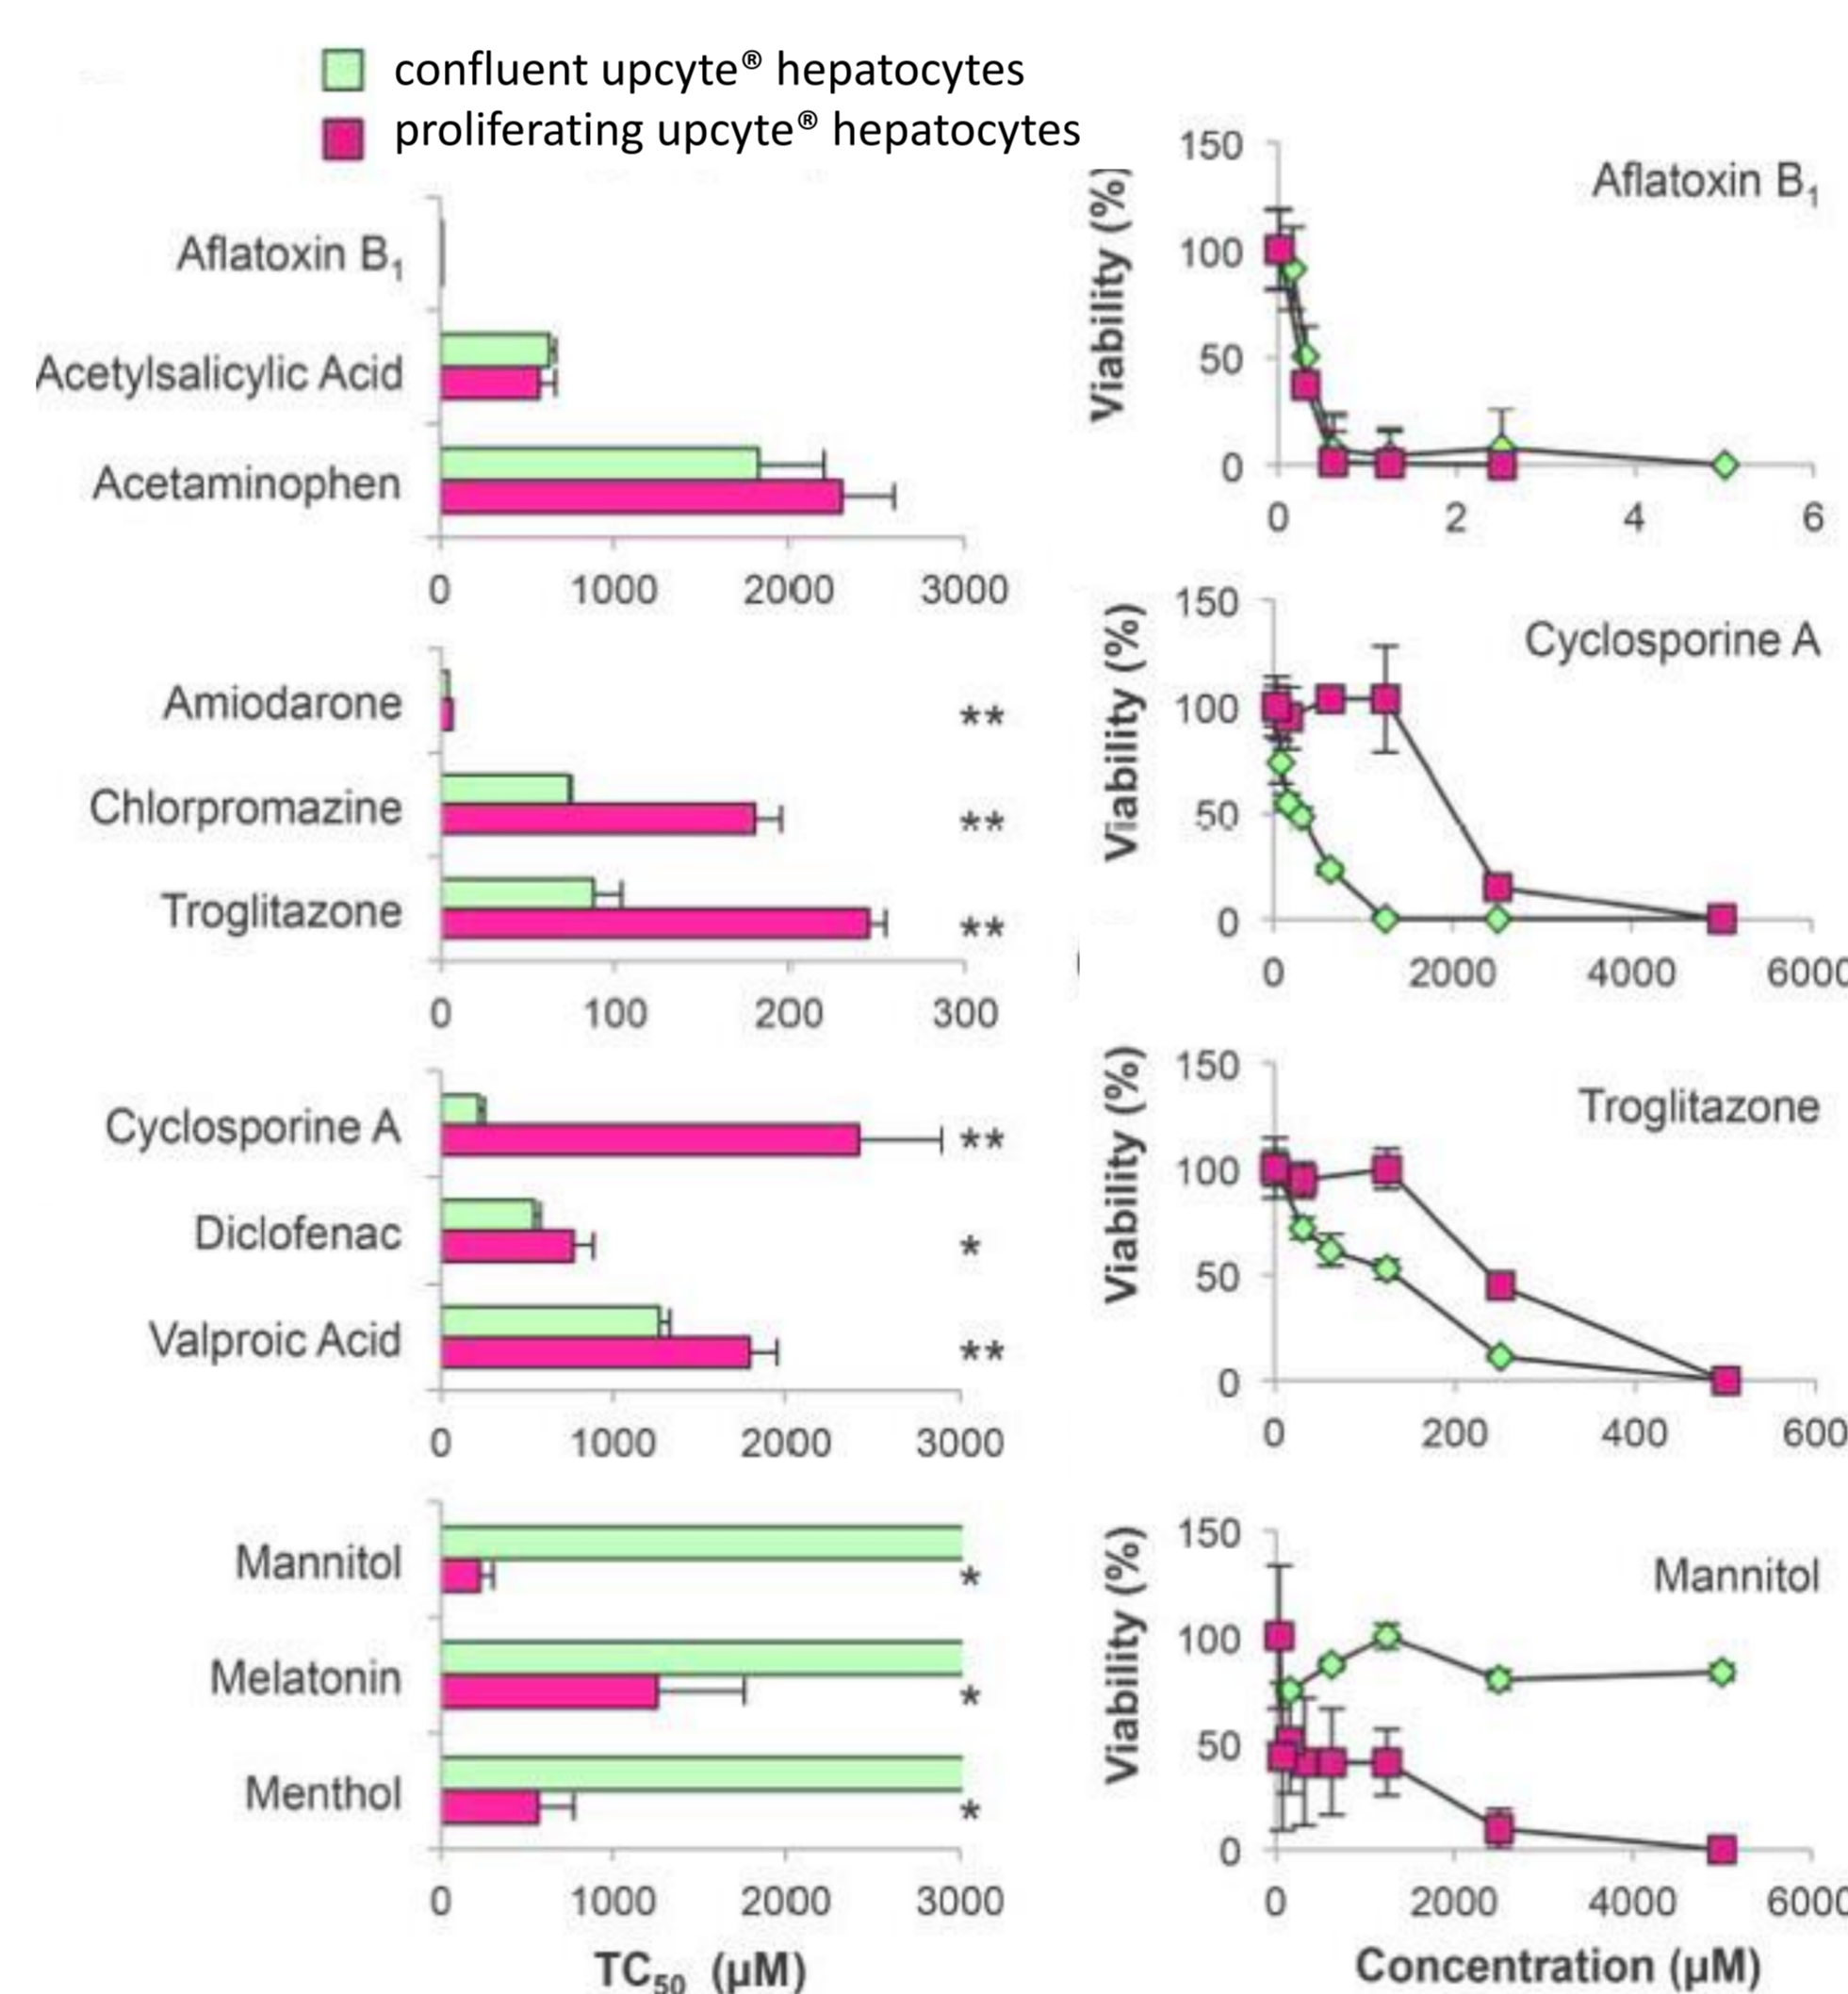 confluent upcyte® hepatocytes
proliferating upcyte® hepatocytes
Aflatoxin B₁
Acetylsalicylic Acid
Acetaminophen
0 1000 2000 3000
Amiodarone **
Chlorpromazine **
Troglitazone **
0 100 200 300
Cyclosporine A **
Diclofenac *
Valproic Acid **
0 1000 2000 3000
Mannitol *
Melatonin *
Menthol *
0 1000 2000 3000
TC₅₀ (µM)
Viability (%)
150
100
50
0
Aflatoxin B₁
0 2 4 6
Viability (%)
150
100
50
0
Cyclosporine A
0 2000 4000 6000
Viability (%)
150
100
50
0
Troglitazone
0 200 400 600
Viability (%)
150
100
50
0
Mannitol
0 2000 4000 6000
Concentration (µM)